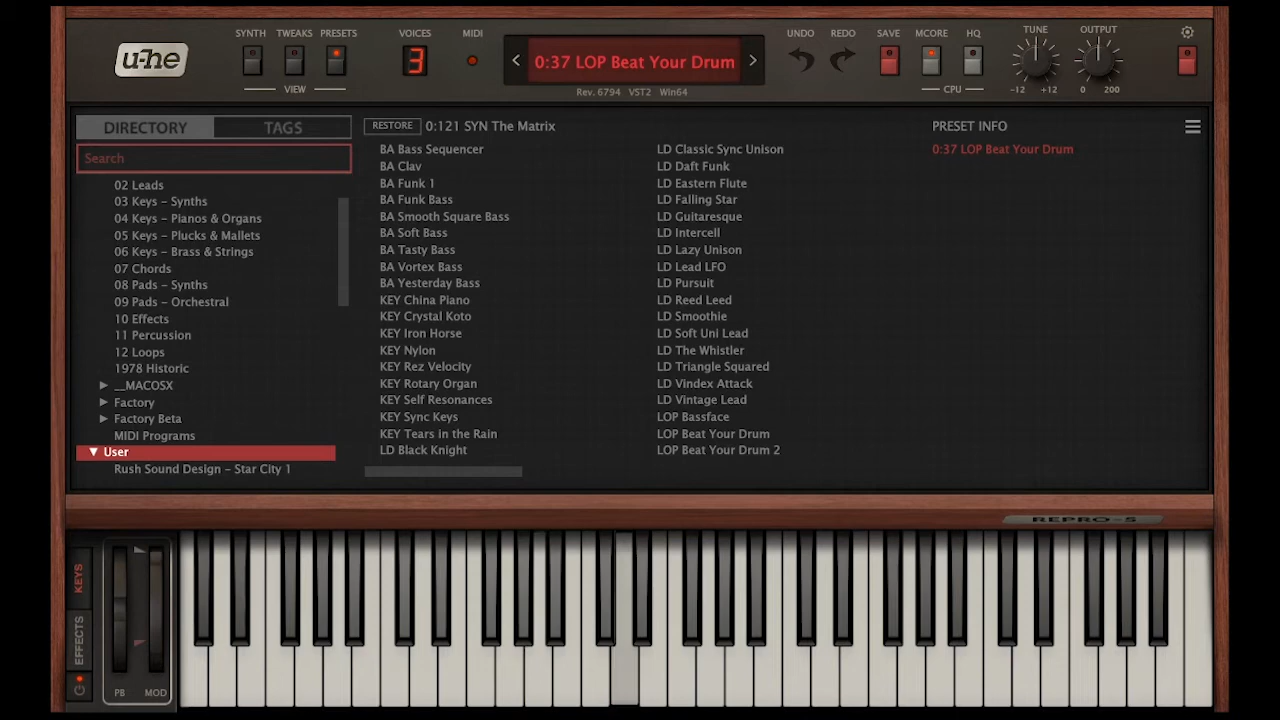 u-he
SYNTH TWEAKS PRESETS
VIEW
VOICES
3
MIDI
0:37 LOP Beat Your Drum
Rev. 6794 VST2 Win64
UNDO REDO SAVE MCORE HQ
CPU
TUNE
-12 +12
OUTPUT
0 200
DIRECTORY TAGS
Search
02 Leads
03 Keys - Synths
04 Keys - Pianos & Organs
05 Keys - Plucks & Mallets
06 Keys - Brass & Strings
07 Chords
08 Pads - Synths
09 Pads - Orchestral
10 Effects
11 Percussion
12 Loops
1978 Historic
__MACOSX
Factory
Factory Beta
MIDI Programs
User
Rush Sound Design - Star City 1
RESTORE 0:121 SYN The Matrix
BA Bass Sequencer
BA Clav
BA Funk 1
BA Funk Bass
BA Smooth Square Bass
BA Soft Bass
BA Tasty Bass
BA Vortex Bass
BA Yesterday Bass
KEY China Piano
KEY Crystal Koto
KEY Iron Horse
KEY Nylon
KEY Rez Velocity
KEY Rotary Organ
KEY Self Resonances
KEY Sync Keys
KEY Tears in the Rain
LD Black Knight
LD Classic Sync Unison
LD Daft Funk
LD Eastern Flute
LD Falling Star
LD Guitaresque
LD Intercell
LD Lazy Unison
LD Lead LFO
LD Pursuit
LD Reed Leed
LD Smoothie
LD Soft Uni Lead
LD The Whistler
LD Triangle Squared
LD Vindex Attack
LD Vintage Lead
LOP Bassface
LOP Beat Your Drum
LOP Beat Your Drum 2
PRESET INFO
0:37 LOP Beat Your Drum
REPRO-5
KEYS
EFFECTS
PB MOD